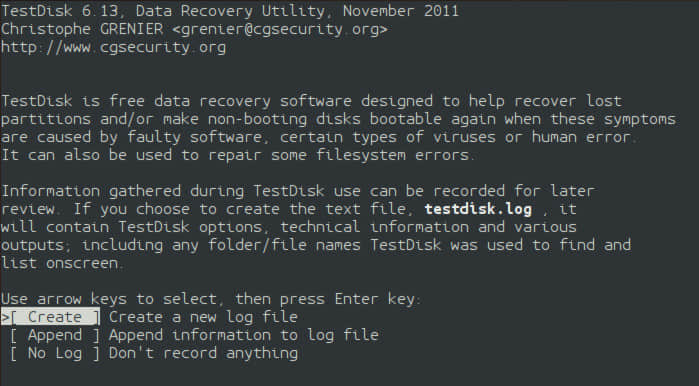 TestDisk 6.13, Data Recovery Utility, November 2011
Christophe GRENIER <grenier@cgsecurity.org>
http://www.cgsecurity.org
TestDisk is free data recovery software designed to help recover lost
partitions and/or make non-booting disks bootable again when these symptoms
are caused by faulty software, certain types of viruses or human error.
It can also be used to repair some filesystem errors.
Information gathered during TestDisk use can be recorded for later
review. If you choose to create the text file, testdisk.log , it
will contain TestDisk options, technical information and various
outputs; including any folder/file names TestDisk was used to find and
list onscreen.
Use arrow keys to select, then press Enter key:
>[ Create ] Create a new log file
[ Append ] Append information to log file
[ No Log ] Don't record anything